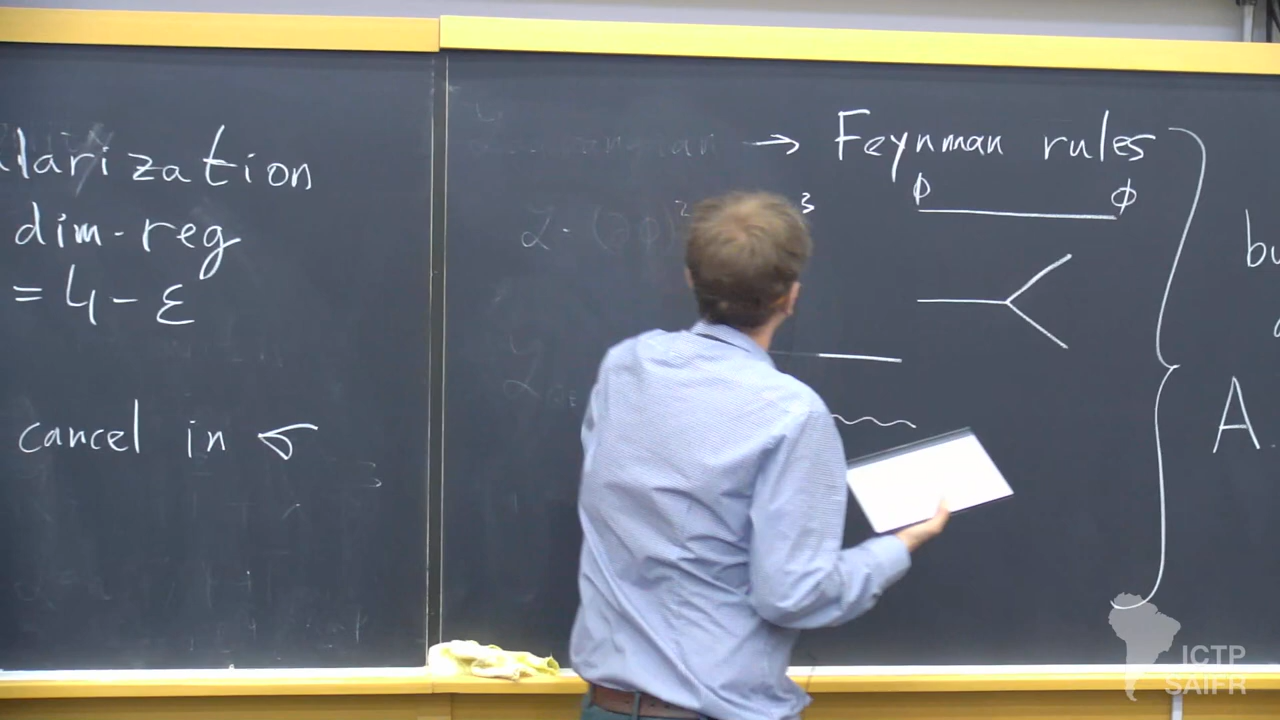 larization
dim-reg
= 4 - ε
cancel in σ
→ Feynman rules
ϕ ϕ
3
A
ICTP
SAIFR